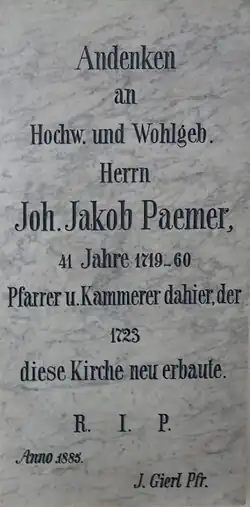 Andenken
an
Hochw. und Wohlgeb.
Herrn
Joh. Jakob Paemer,
41 Jahre 1719-60
Pfarrer u. Kammerer dahier, der
1723
diese Kirche neu erbaute.
R. I. P.
Anno 1885.
J. Gierl Pfr.